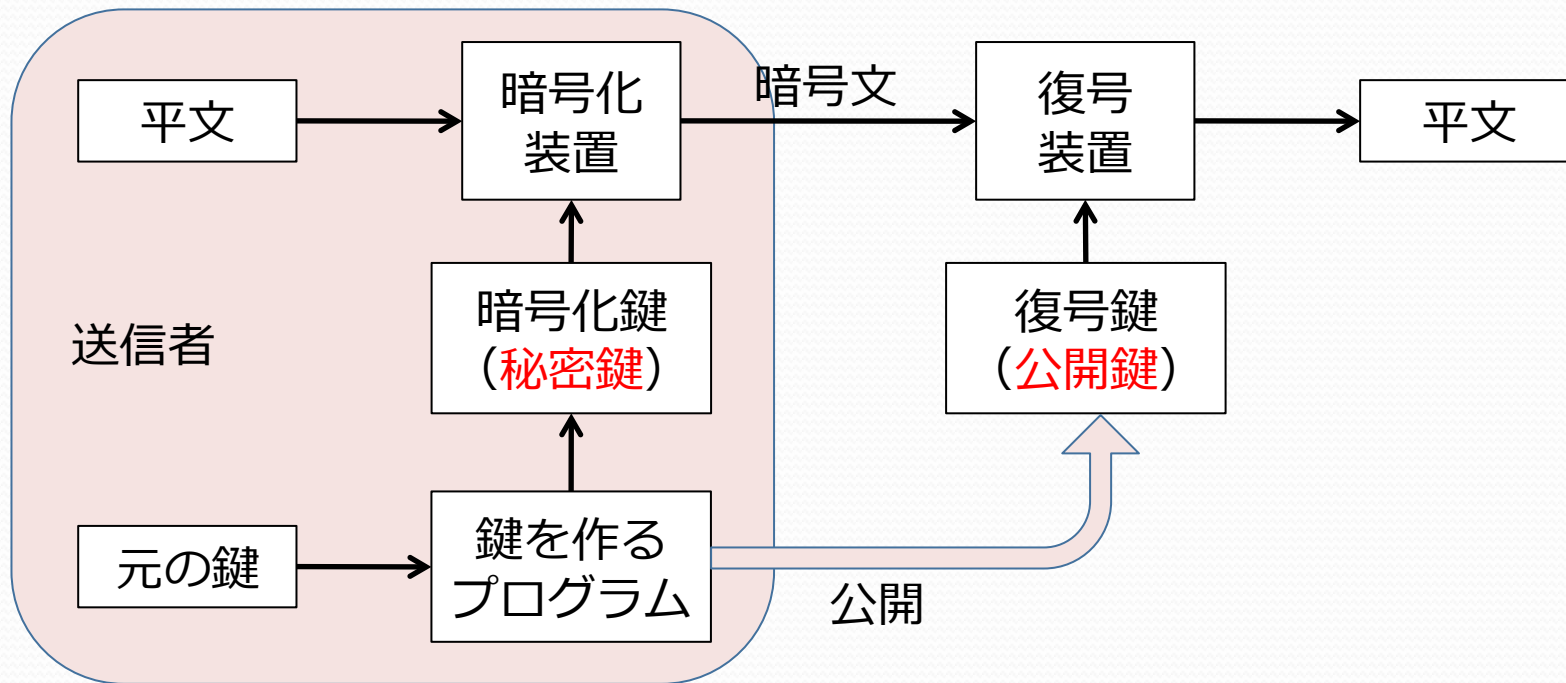 平文
暗号化
装置
暗号文
復号
装置
平文
送信者
暗号化鍵
（秘密鍵）
復号鍵
（公開鍵）
元の鍵
鍵を作る
プログラム
公開